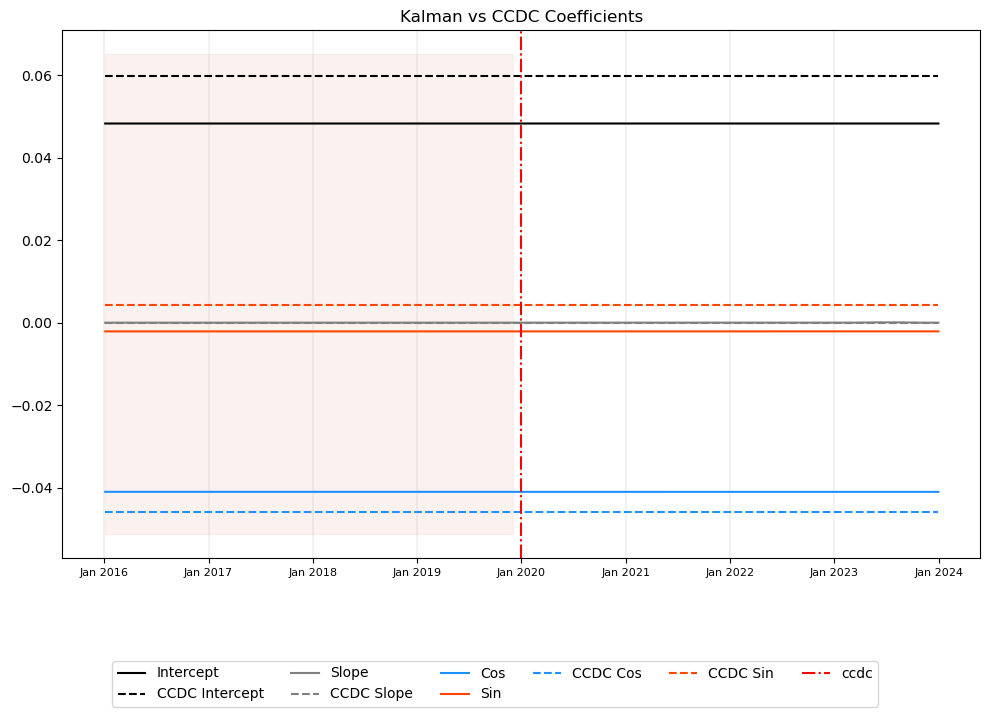 Kalman vs CCDC Coefficients
0.06
0.04
0.02
0.00
−0.02
−0.04
Jan 2016 Jan 2017 Jan 2018 Jan 2019 Jan 2020 Jan 2021 Jan 2022 Jan 2023 Jan 2024
Intercept Slope Cos CCDC Cos CCDC Sin ccdc
CCDC Intercept CCDC Slope Sin